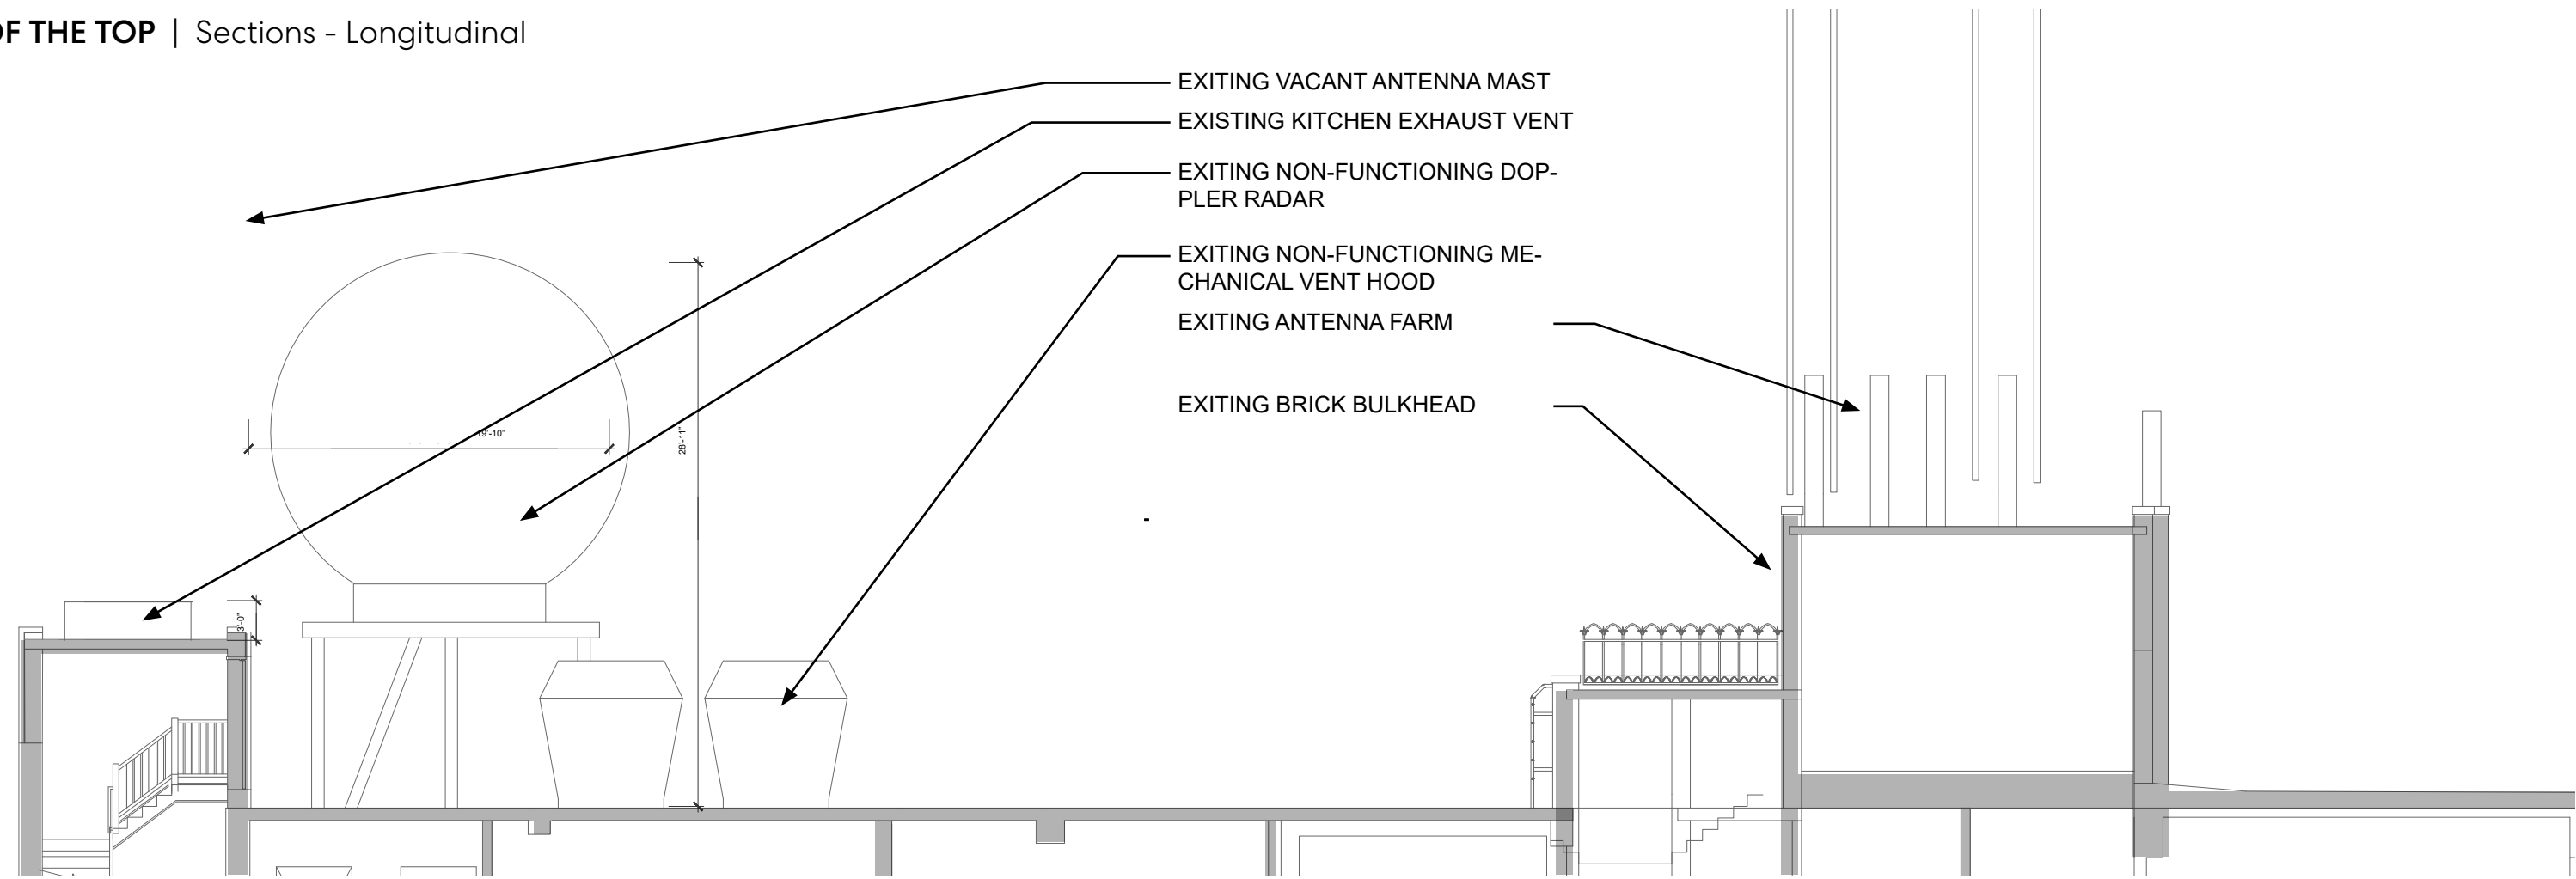 OF THE TOP | Sections - Longitudinal
EXITING VACANT ANTENNA MAST
EXISTING KITCHEN EXHAUST VENT
EXITING NON-FUNCTIONING DOP-
PLER RADAR
EXITING NON-FUNCTIONING ME-
CHANICAL VENT HOOD
EXITING ANTENNA FARM
EXITING BRICK BULKHEAD
19'-10"
28'-11"
3'-0"